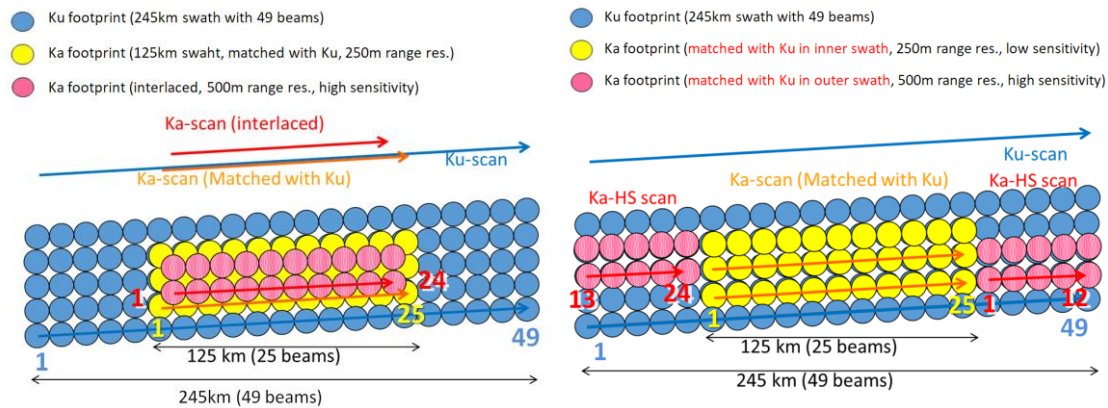 Ku footprint (245km swath with 49 beams)
Ka footprint (125km swaht, matched with Ku, 250m range res.)
Ka footprint (interlaced, 500m range res., high sensitivity)
Ka-scan (interlaced)
Ku-scan
Ka-scan (Matched with Ku)
1
24
1
25
1
49
125 km (25 beams)
245km (49 beams)
Ku footprint (245km swath with 49 beams)
Ka footprint (matched with Ku in inner swath, 250m range res., low sensitivity)
Ka footprint (matched with Ku in outer swath, 500m range res., high sensitivity)
Ku-scan
Ka-HS scan
Ka-scan (Matched with Ku)
Ka-HS scan
13
24
1
25
1
12
1
49
125 km (25 beams)
245 km (49 beams)